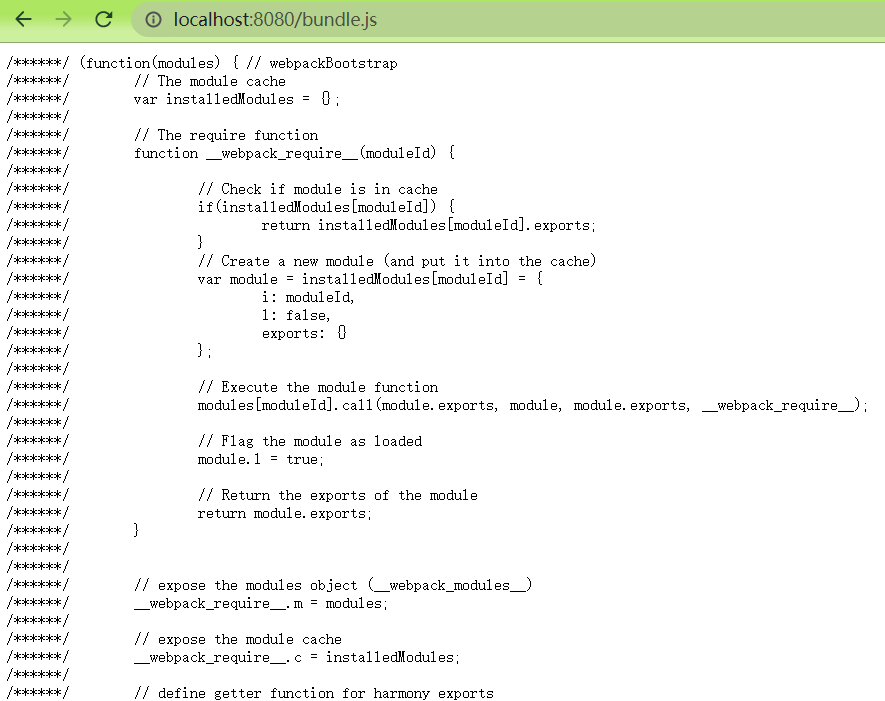 localhost:8080/bundle.js
/******/ (function(modules) { // webpackBootstrap
/******/ 	// The module cache
/******/ 	var installedModules = {};
/******/
/******/ 	// The require function
/******/ 	function __webpack_require__(moduleId) {
/******/
/******/ 		// Check if module is in cache
/******/ 		if(installedModules[moduleId]) {
/******/ 			return installedModules[moduleId].exports;
/******/ 		}
/******/ 		// Create a new module (and put it into the cache)
/******/ 		var module = installedModules[moduleId] = {
/******/ 			i: moduleId,
/******/ 			l: false,
/******/ 			exports: {}
/******/ 		};
/******/
/******/ 		// Execute the module function
/******/ 		modules[moduleId].call(module.exports, module, module.exports, __webpack_require__);
/******/
/******/ 		// Flag the module as loaded
/******/ 		module.l = true;
/******/
/******/ 		// Return the exports of the module
/******/ 		return module.exports;
/******/ 	}
/******/
/******/
/******/ 	// expose the modules object (__webpack_modules__)
/******/ 	__webpack_require__.m = modules;
/******/
/******/ 	// expose the module cache
/******/ 	__webpack_require__.c = installedModules;
/******/
/******/ 	// define getter function for harmony exports